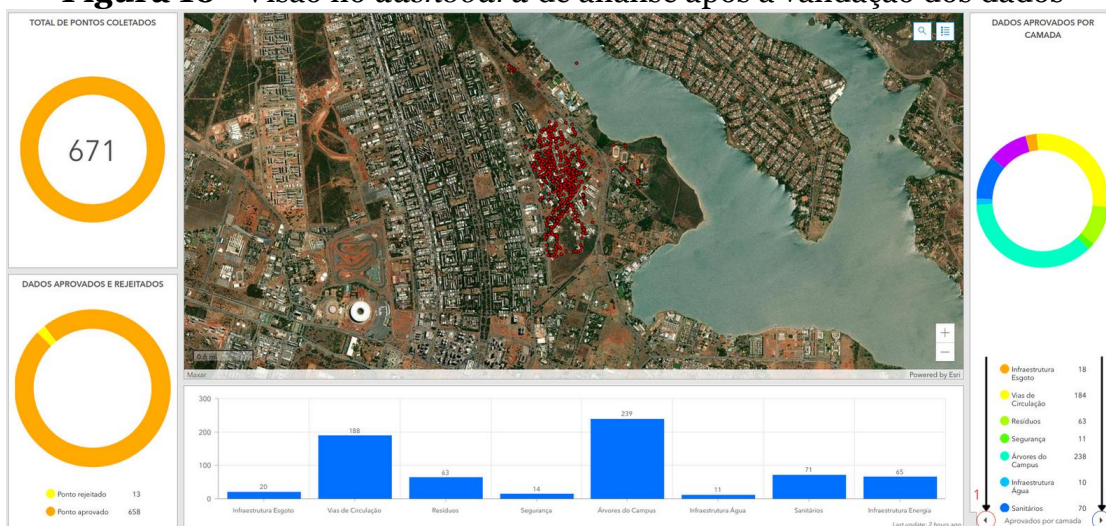 Figura 18 – Visão no dashboard de análise após a validação dos dados
TOTAL DE PONTOS COLETADOS
671
DADOS APROVADOS E REJEITADOS
Ponto rejeitado 13
Ponto aprovado 658
0.6 mi
Maxar
Powered by Esri
+
−
300
200
100
0
20
188
63
14
239
11
71
65
Infraestrutura Esgoto
Vias de Circulação
Resíduos
Segurança
Árvores do Campus
Infraestrutura Água
Sanitários
Infraestrutura Energia
Last update: 2 hours ago
DADOS APROVADOS POR
CAMADA
Infraestrutura 18
Esgoto
Vias de 184
Circulação
Resíduos 63
Segurança 11
Árvores do 238
Campus
Infraestrutura 10
Água
Sanitários 70
1
Aprovados por camada